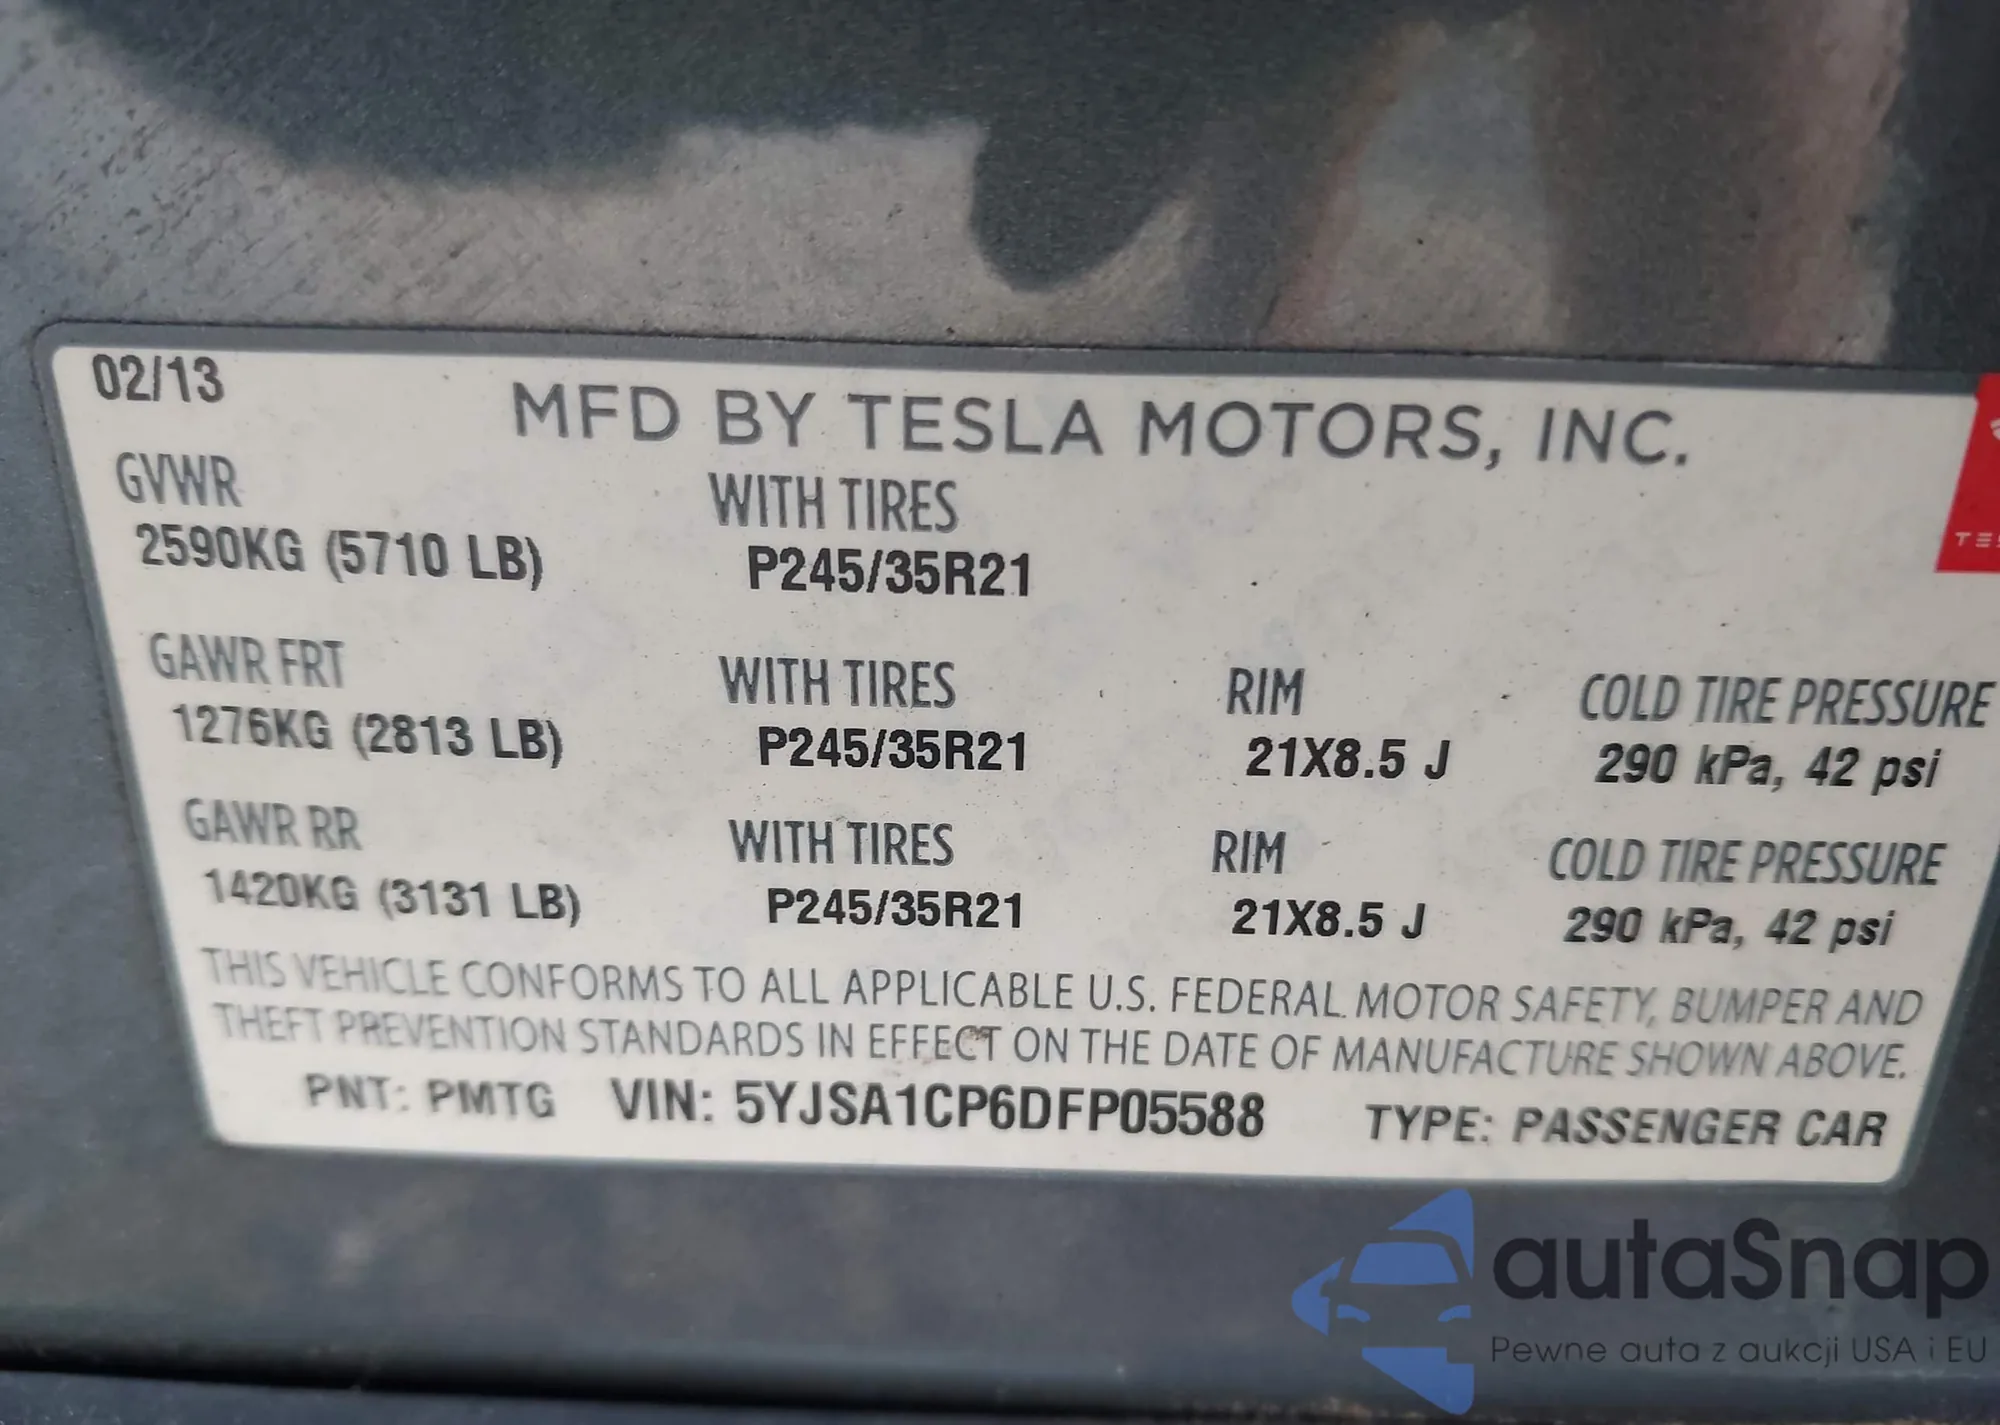 02/13
MFD BY TESLA MOTORS, INC.
GVWR WITH TIRES
2590KG (5710 LB) P245/35R21
GAWR FRT WITH TIRES RIM COLD TIRE PRESSURE
1276KG (2813 LB) P245/35R21 21X8.5 J 290 kPa, 42 psi
GAWR RR WITH TIRES RIM COLD TIRE PRESSURE
1420KG (3131 LB) P245/35R21 21X8.5 J 290 kPa, 42 psi
THIS VEHICLE CONFORMS TO ALL APPLICABLE U.S. FEDERAL MOTOR SAFETY, BUMPER AND
THEFT PREVENTION STANDARDS IN EFFECT ON THE DATE OF MANUFACTURE SHOWN ABOVE.
PNT: PMTG VIN: 5YJSA1CP6DFP05588 TYPE: PASSENGER CAR
autaSnap
Pewne auta z aukcji USA i EU